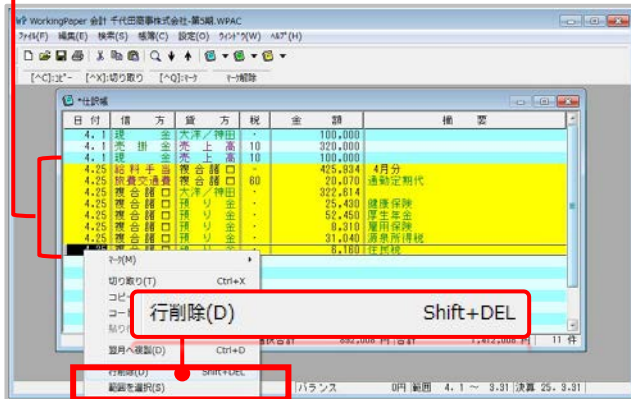 WorkingPaper 会計 千代田商事株式会社-第5期.WPAC
ファイル(F) 編集(E) 検索(S) 帳簿(C) 設定(O) ウィンドウ(W) ヘルプ(H)
[^C]:コピー [^X]:切り取り [^Q]:マーク マーク解除
*仕訳帳
日 付 借 方 貸 方 税 金 額 摘 要
4. 1 現 金 大洋／神田 ・ 100,000
4. 1 売 掛 金 売 上 高 10 320,000
4. 1 現 金 売 上 高 10 100,000
4.25 給 料 手 当 複 合 諸 口 ・ 425,934 4月分
4.25 旅費交通費 複 合 諸 口 60 20,070 通勤定期代
4.25 複 合 諸 口 大洋／神田 ・ 322,614
4.25 複 合 諸 口 預 り 金 ・ 25,430 健康保険
4.25 複 合 諸 口 預 り 金 ・ 52,450 厚生年金
4.25 複 合 諸 口 預 り 金 ・ 8,310 雇用保険
4.25 複 合 諸 口 預 り 金 ・ 31,040 源泉所得税
4.25 複 合 諸 口 預 り 金 ・ 6,160 住民税
マーク(M)
切り取り(T) Ctrl+X
行削除(D) Shift+DEL
翌月へ複製(D) Ctrl+D
行削除(D) Shift+DEL
範囲を選択(S)
11 件
バランス 0円 範囲 4. 1 ～ 3.31 決算 25. 3.31